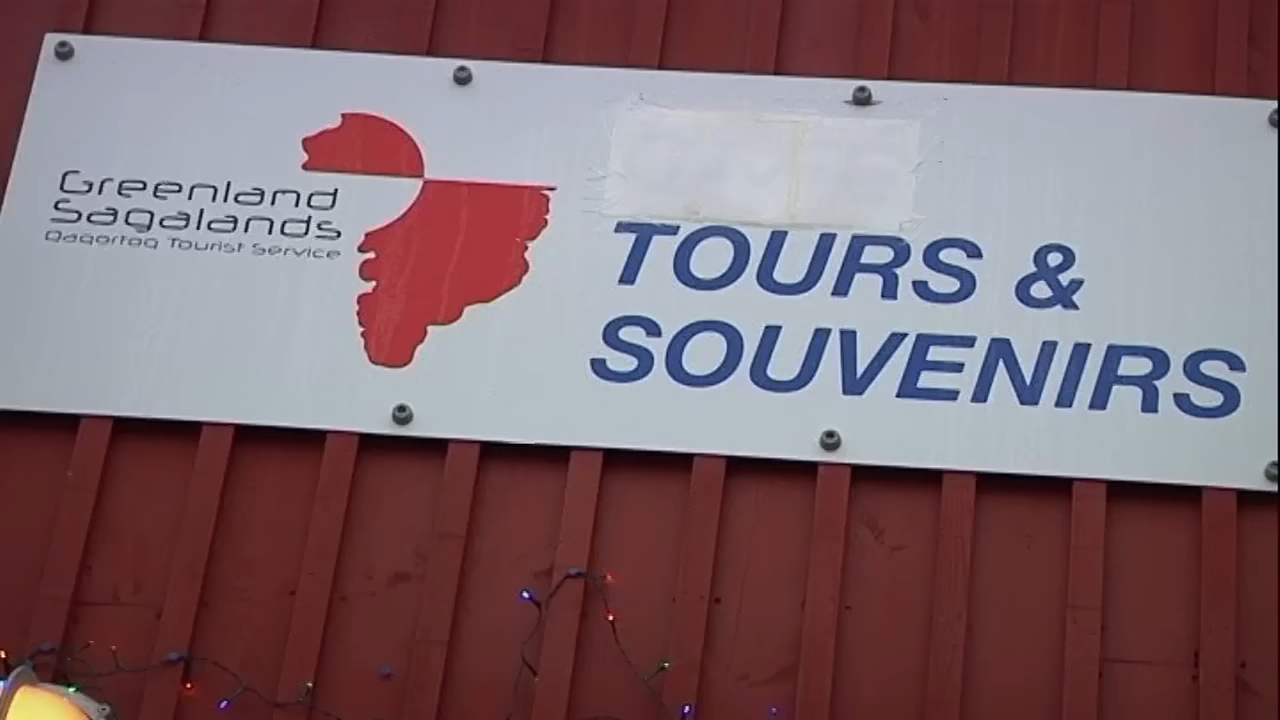 Greenland
Sagalands
Qaqortoq Tourist Service
TOURS &
SOUVENIRS